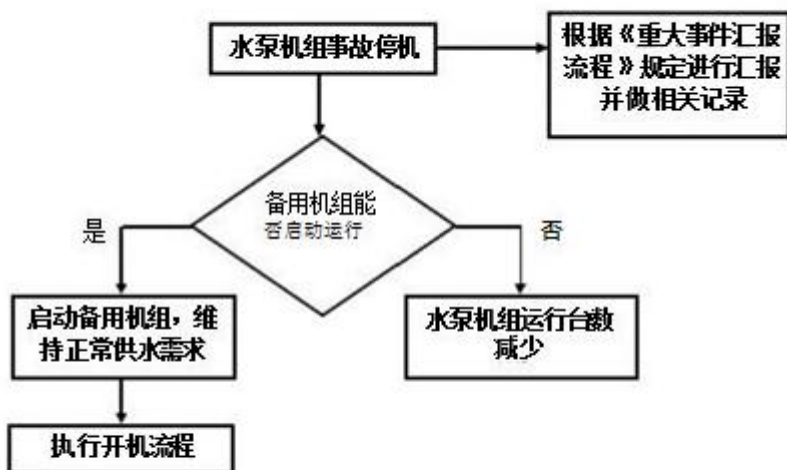 水泵机组事故停机
根据《重大事件汇报
流程》规定进行汇报
并做相关记录
备用机组能
否启动运行
是
否
启动备用机组，维
持正常供水需求
水泵机组运行台数
减少
执行开机流程